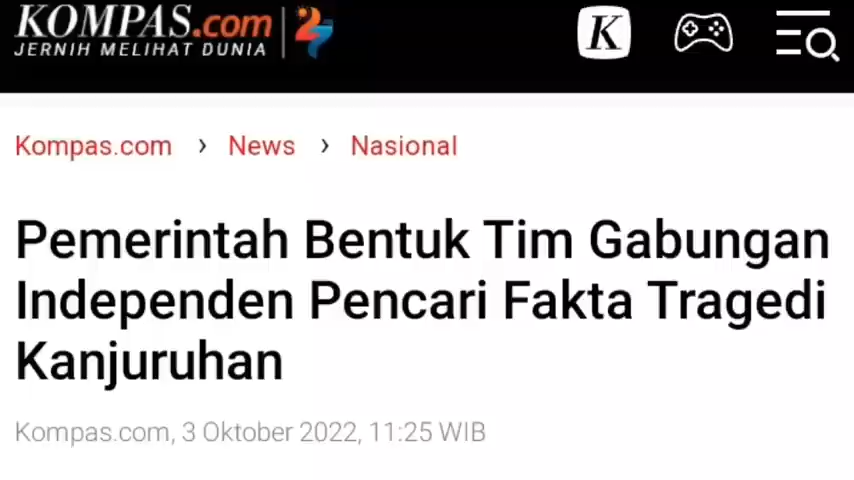 KOMPAS.com
JERNIH MELIHAT DUNIA
K
Kompas.com › News › Nasional
Pemerintah Bentuk Tim Gabungan
Independen Pencari Fakta Tragedi
Kanjuruhan
Kompas.com, 3 Oktober 2022, 11:25 WIB